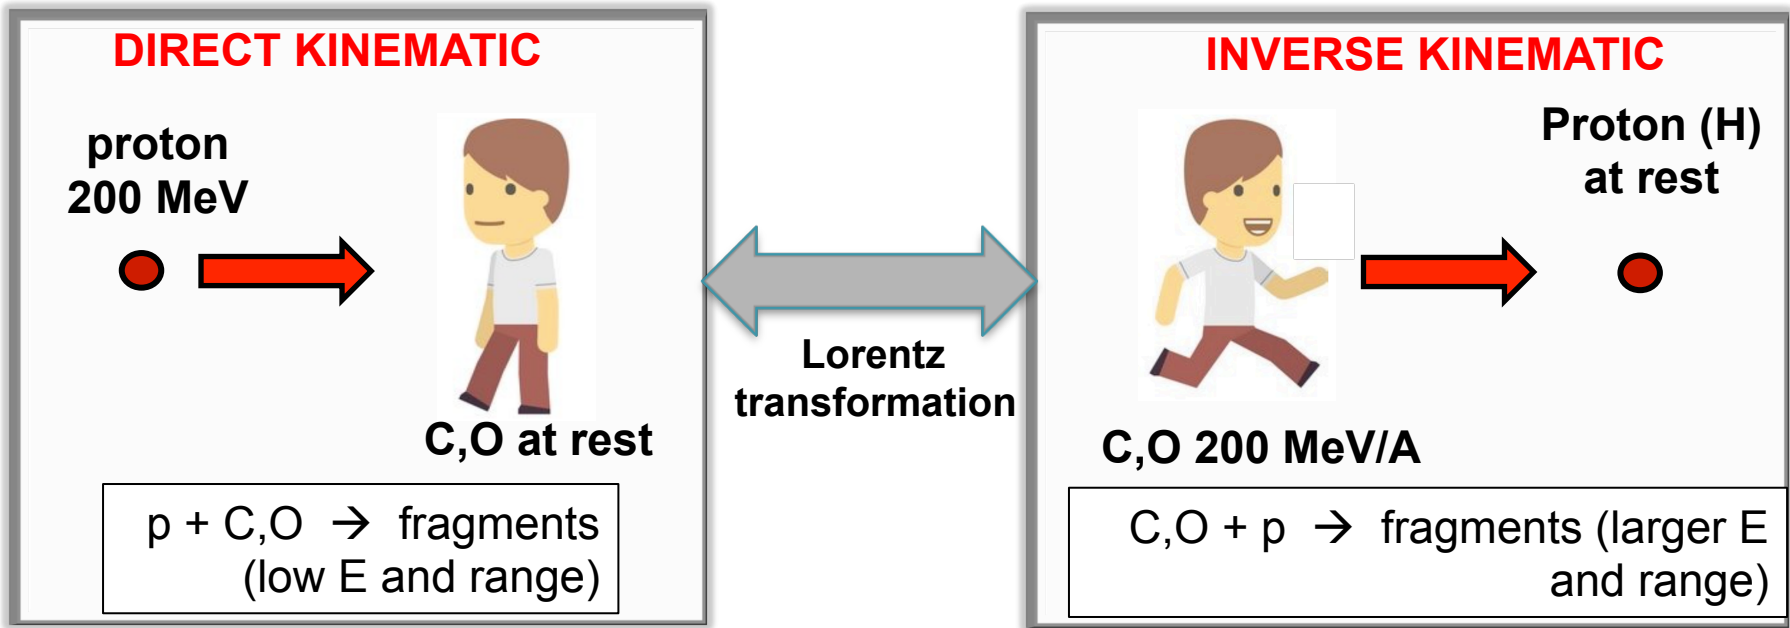 DIRECT KINEMATIC
proton
200 MeV
C,O at rest
p + C,O → fragments
(low E and range)
Lorentz
transformation
INVERSE KINEMATIC
Proton (H)
at rest
C,O 200 MeV/A
C,O + p → fragments (larger E
and range)